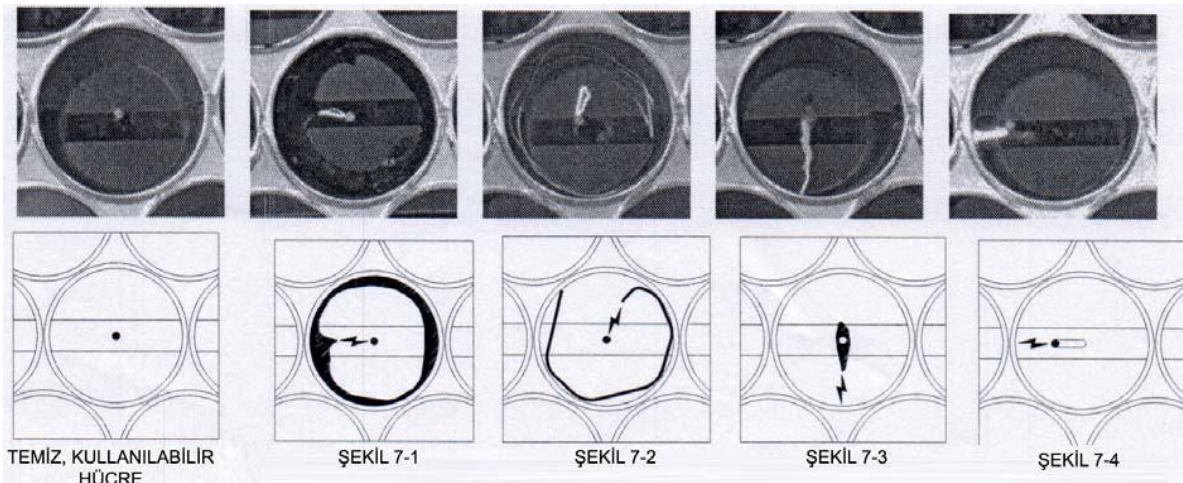 TEMİZ, KULLANILABİLİR
HÜCRE
ŞEKİL 7-1
ŞEKİL 7-2
ŞEKİL 7-3
ŞEKİL 7-4